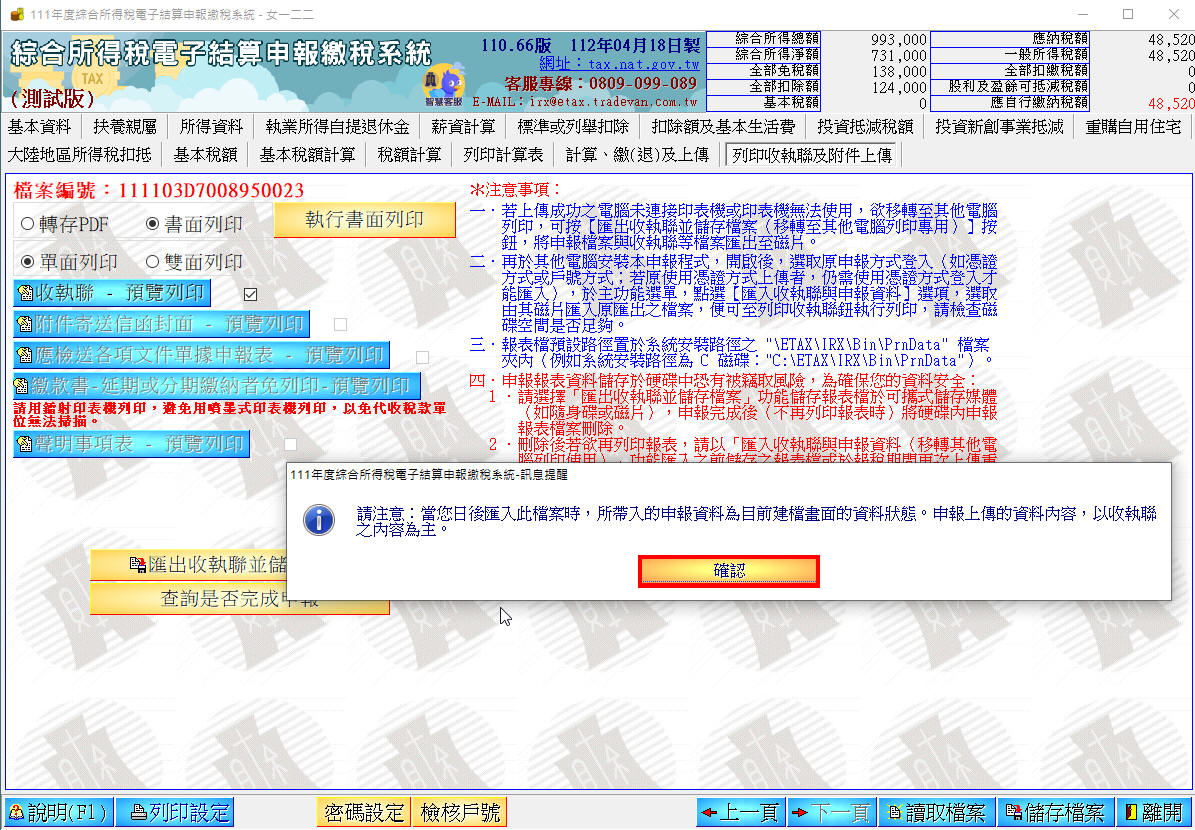 111年度綜合所得稅電子結算申報繳稅系統 - 女一二二
綜合所得稅電子結算申報繳稅系統
(測試版)
TAX
智慧客服
110.66版 112年04月18日製
網址：tax.nat.gov.tw
客服專線：0809-099-089
E-MAIL：irx@etax.tradevan.com.tw
綜合所得總額 993,000 應納稅額 48,520
綜合所得淨額 731,000 一般所得稅額 48,520
全部免稅額 138,000 全部扣繳稅額 0
全部扣除額 124,000 股利及盈餘可抵減稅額 0
基本稅額 0 應自行繳納稅額 48,520
基本資料 扶養親屬 所得資料 執業所得自提退休金 薪資計算 標準或列舉扣除 扣除額及基本生活費 投資抵減稅額 投資新創事業抵減 重購自用住宅
大陸地區所得稅扣抵 基本稅額 基本稅額計算 稅額計算 列印計算表 計算、繳(退)及上傳 列印收執聯及附件上傳
檔案編號：111103D7008950023
轉存PDF 書面列印 執行書面列印
單面列印 雙面列印
收執聯 - 預覽列印
附件寄送信函封面 - 預覽列印
應檢送各項文件單據申報表 - 預覽列印
繳款書-延期或分期繳納者免列印-預覽列印
請用鐳射印表機列印，避免用噴墨式印表機列印，以免代收稅款單
位無法掃描。
聲明事項表 - 預覽列印
匯出收執聯並儲
查詢是否完成申報
※注意事項：
一．若上傳成功之電腦未連接印表機或印表機無法使用，欲移轉至其他電腦
列印，可按［匯出收執聯並儲存檔案（移轉至其他電腦列印專用）］按
鈕，將申報檔案與收執聯等檔案匯出至磁片。
二．再於其他電腦安裝本申報程式，開啟後，選取原申報方式登入（如憑證
方式或戶號方式；若原使用憑證方式上傳者，仍需使用憑證方式登入才
能匯入），於主功能選單，點選［匯入收執聯與申報資料］選項，選取
由其磁片匯入原匯出之檔案，便可至列印收執聯鈕執行列印，請檢查磁
碟空間是否足夠。
三．報表檔預設路徑置於系統安裝路徑之 "\ETAX\IRX\Bin\PrnData" 檔案
夾內（例如系統安裝路徑為 C 磁碟："C:\ETAX\IRX\Bin\PrnData"）。
四．申報報表資料儲存於硬碟中恐有被竊取風險，為確保您的資料安全：
1．請選擇「匯出收執聯並儲存檔案」功能儲存報表檔於可攜式儲存媒體
（如隨身碟或磁片），申報完成後（不再列印報表時）將硬碟內申報
報表檔案刪除。
2．刪除後若欲再列印報表，請以「匯入收執聯與申報資料（移轉其他電
腦列印使用）」功能匯入之前儲存之報表檔或於報稅期間再次上傳重
111年度綜合所得稅電子結算申報繳稅系統-訊息提醒
請注意：當您日後匯入此檔案時，所帶入的申報資料為目前建檔畫面的資料狀態。申報上傳的資料內容，以收執聯
之內容為主。
確認
說明(F1) 列印設定 密碼設定 檢核戶號 上一頁 下一頁 讀取檔案 儲存檔案 離開